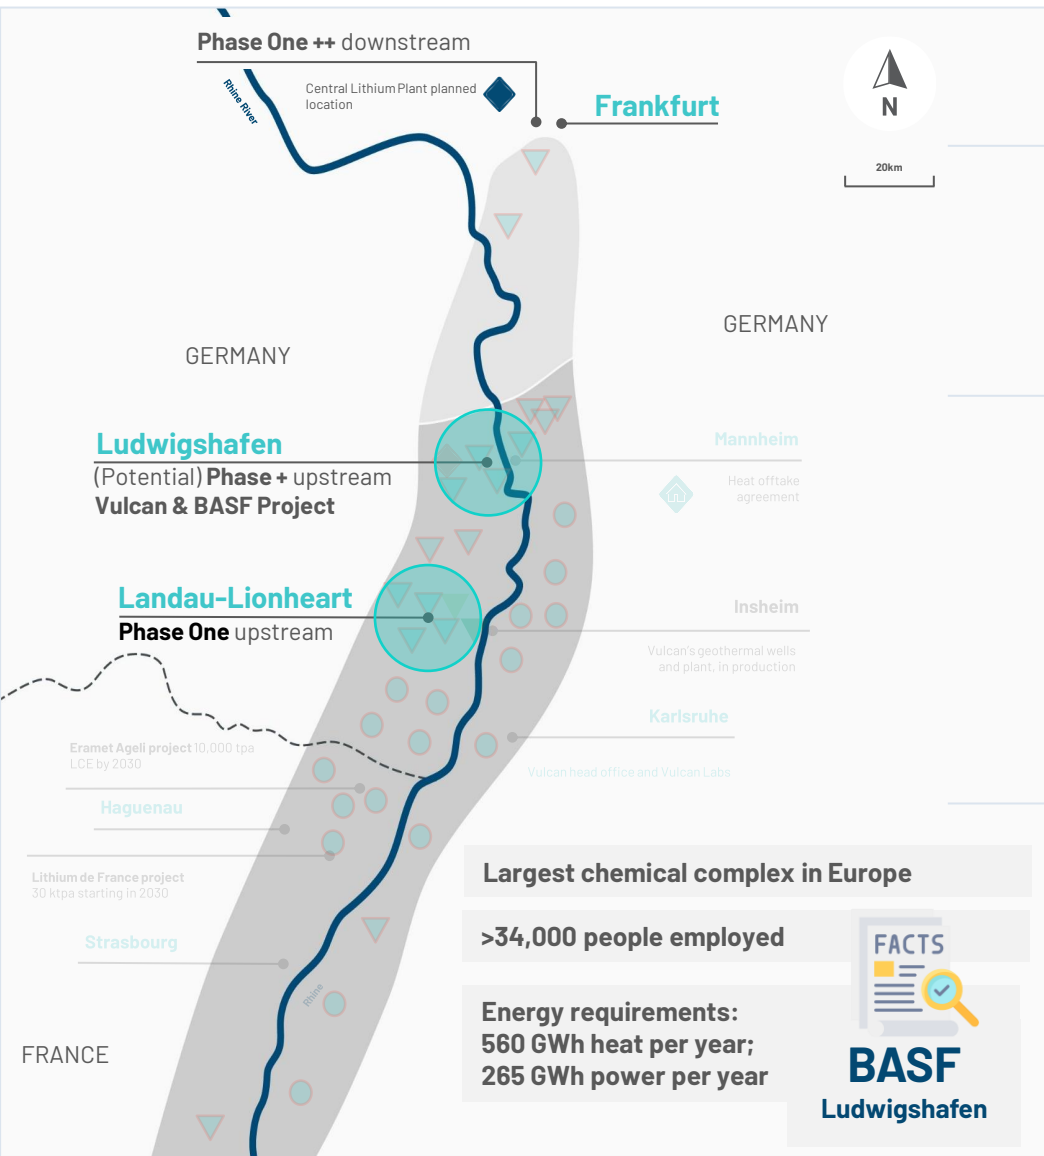 Phase One ++ downstream
Rhine River
Central Lithium Plant planned
location
Frankfurt
N
20km
GERMANY
GERMANY
Ludwigshafen
(Potential) Phase + upstream
Vulcan & BASF Project
Mannheim
Heat offtake
agreement
Landau-Lionheart
Phase One upstream
Insheim
Vulcan's geothermal wells
and plant, in production
Karlsruhe
Vulcan head office and Vulcan Labs
Eramet Ageli project 10,000 tpa
LCE by 2030
Haguenau
Lithium de France project
30 ktpa starting in 2030
Strasbourg
Rhine
FRANCE
Largest chemical complex in Europe
>34,000 people employed
Energy requirements:
560 GWh heat per year;
265 GWh power per year
FACTS
BASF
Ludwigshafen